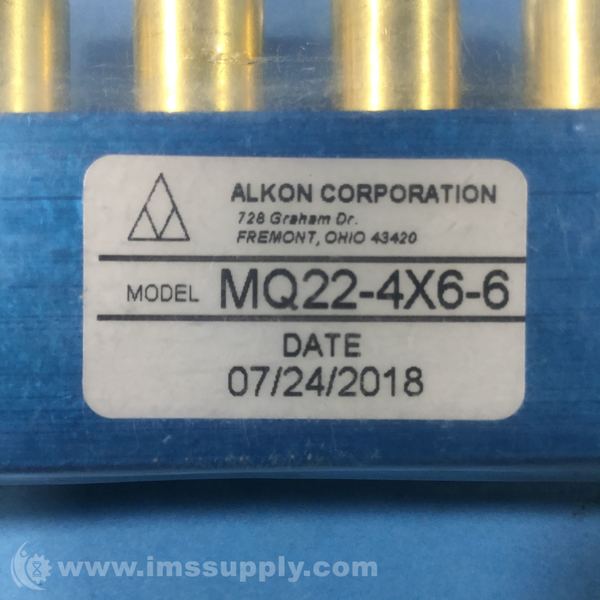 ALKON CORPORATION
728 Graham Dr.
FREMONT, OHIO 43420
MODEL MQ22-4X6-6
DATE
07/24/2018
www.imssupply.com